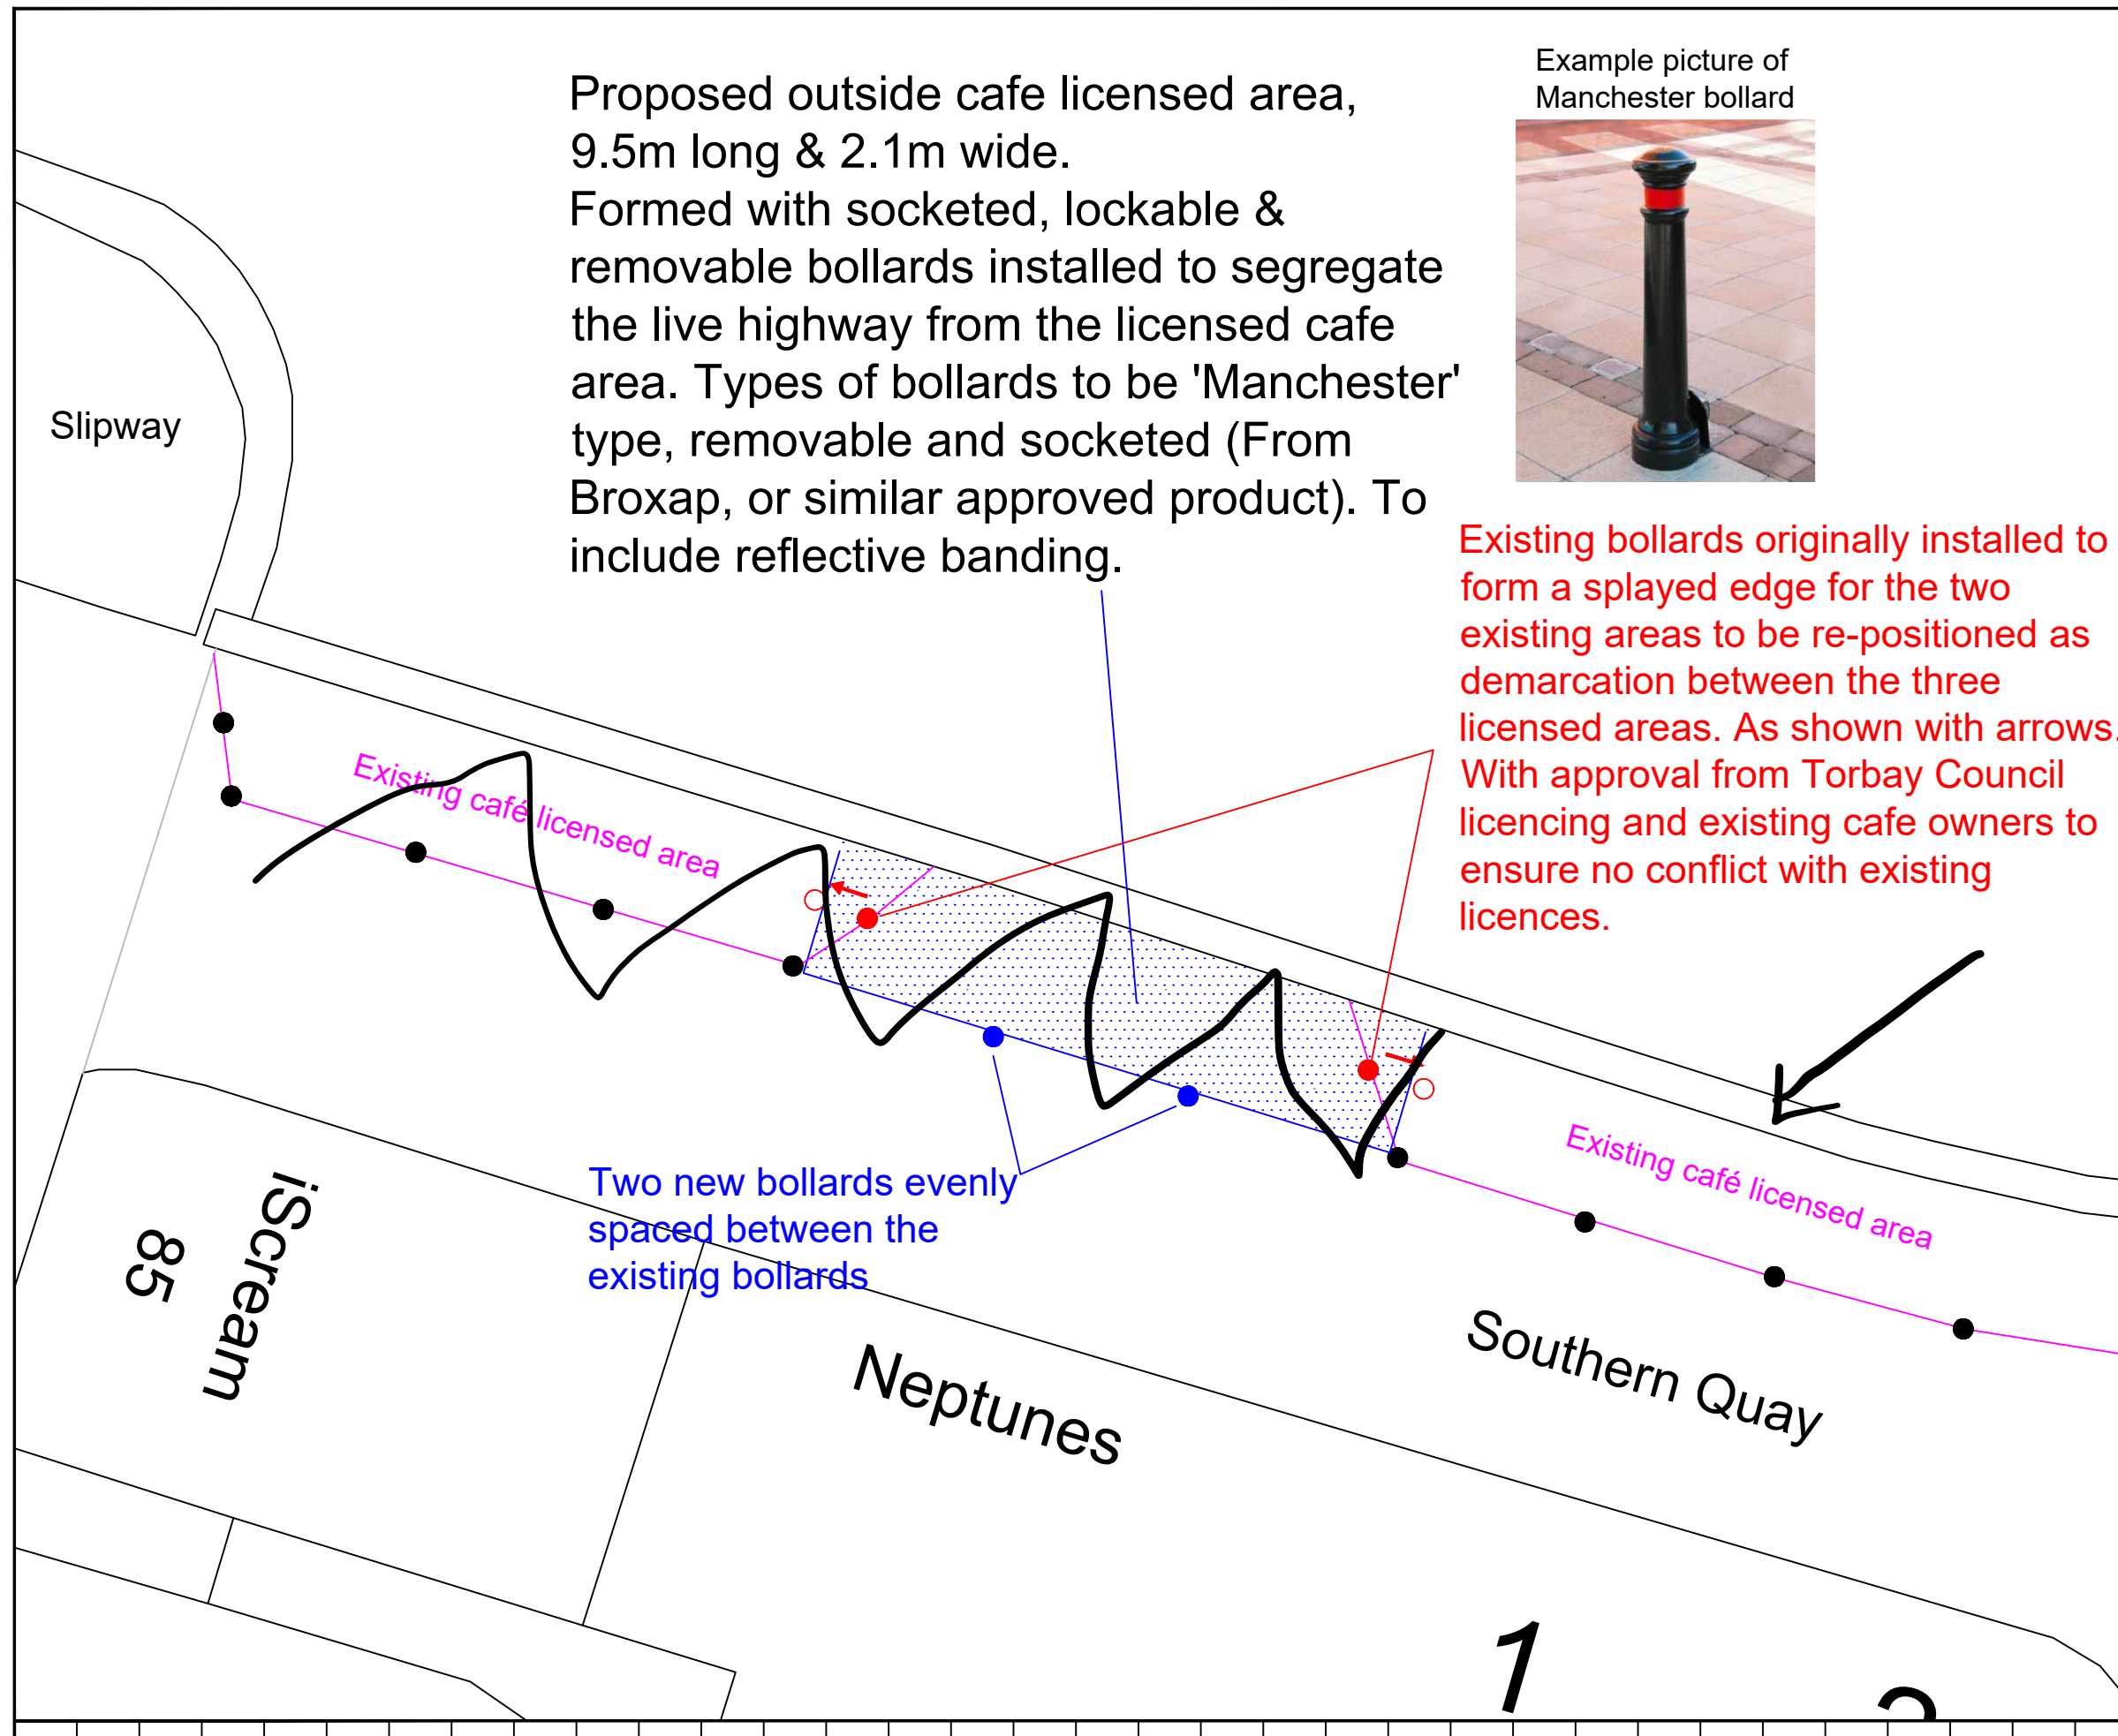 Example picture of
Manchester bollard
Proposed outside cafe licensed area,
9.5m long & 2.1m wide.
Formed with socketed, lockable &
removable bollards installed to segregate
the live highway from the licensed cafe
area. Types of bollards to be 'Manchester'
type, removable and socketed (From
Broxap, or similar approved product). To
include reflective banding.
Slipway
Existing bollards originally installed to
form a splayed edge for the two
existing areas to be re-positioned as
demarcation between the three
licensed areas. As shown with arrows.
With approval from Torbay Council
licencing and existing cafe owners to
ensure no conflict with existing
licences.
Existing café licensed area
Existing café licensed area
Two new bollards evenly
spaced between the
existing bollards
iScream
85
Neptunes
Southern Quay
1